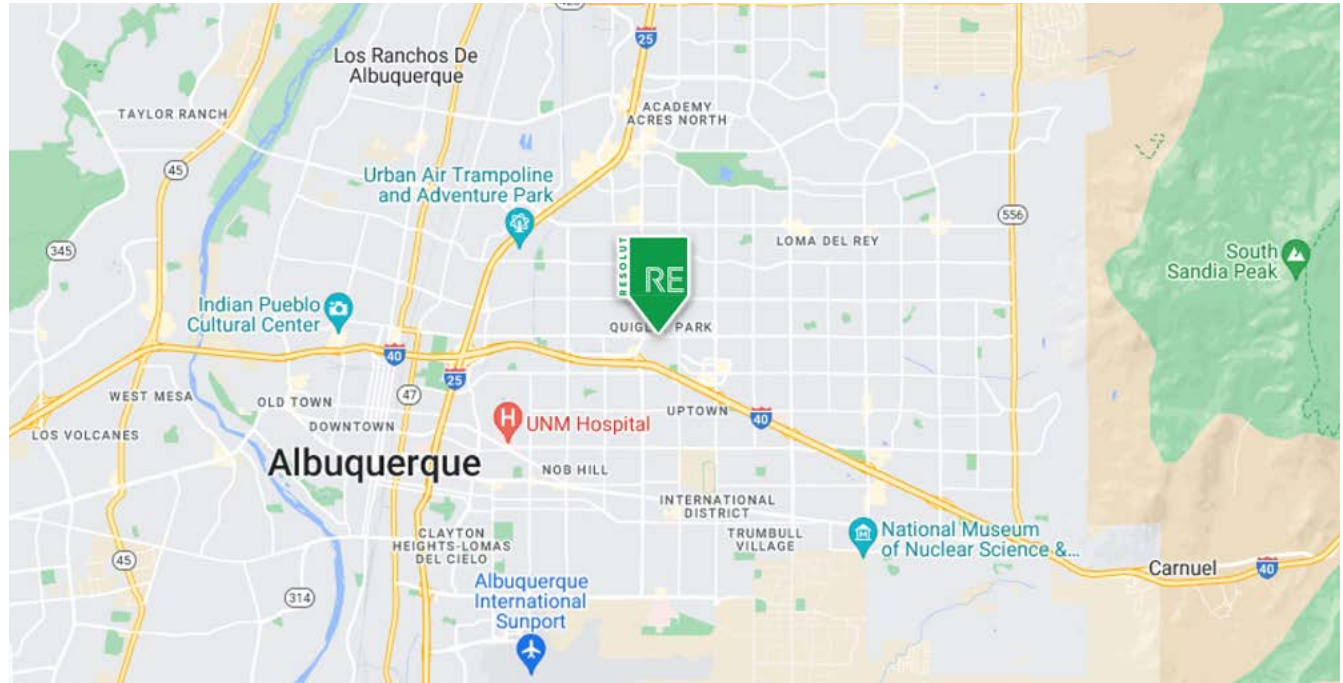 423
Los Ranchos De
Albuquerque
25
TAYLOR RANCH
ACADEMY
ACRES NORTH
45
Urban Air Trampoline
and Adventure Park
556
345
LOMA DEL REY
RESOLUT
RE
South
Sandia Peak
Indian Pueblo
Cultural Center
QUIGLEY PARK
40
25
47
WEST MESA
OLD TOWN
DOWNTOWN
UPTOWN
40
LOS VOLCANES
H
UNM Hospital
Albuquerque
NOB HILL
INTERNATIONAL
DISTRICT
TRUMBULL
VILLAGE
CLAYTON
HEIGHTS-LOMAS
DEL CIELO
National Museum
of Nuclear Science &...
45
Carnuel
40
314
Albuquerque
International
Sunport